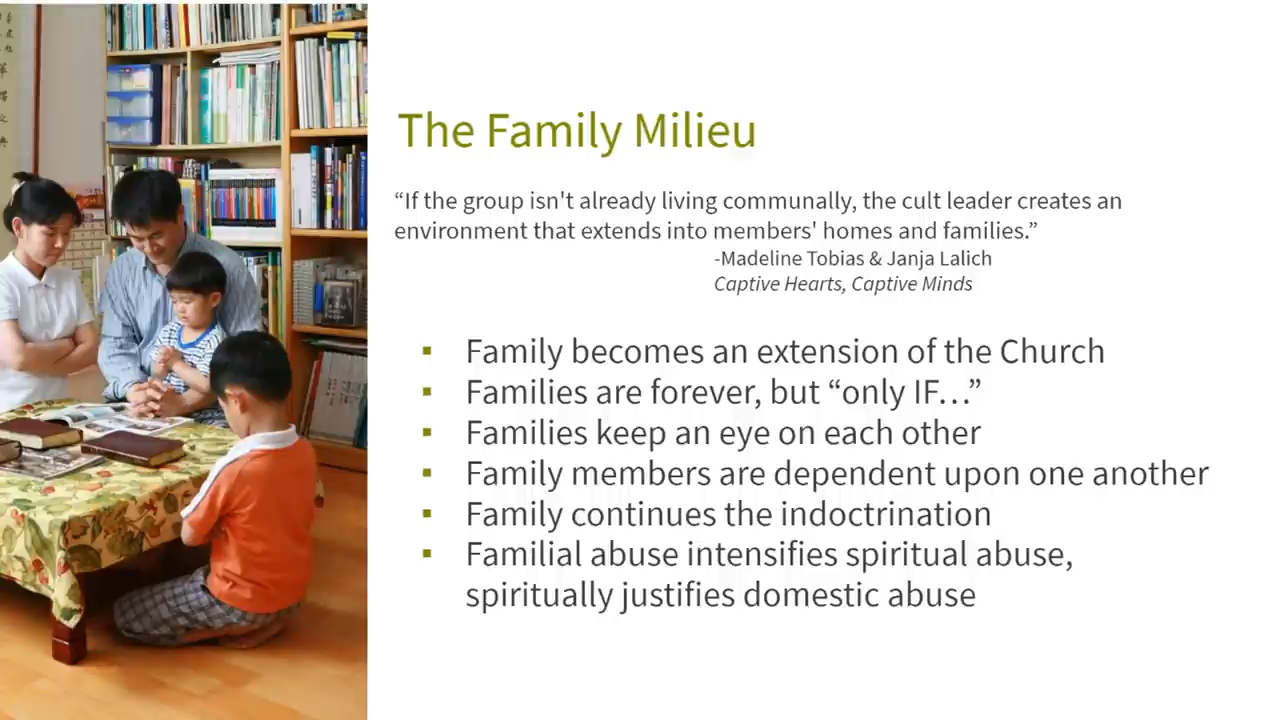 The Family Milieu
“If the group isn't already living communally, the cult leader creates an
environment that extends into members' homes and families.”
-Madeline Tobias & Janja Lalich
Captive Hearts, Captive Minds
▪ Family becomes an extension of the Church
▪ Families are forever, but “only IF…”
▪ Families keep an eye on each other
▪ Family members are dependent upon one another
▪ Family continues the indoctrination
▪ Familial abuse intensifies spiritual abuse,
spiritually justifies domestic abuse